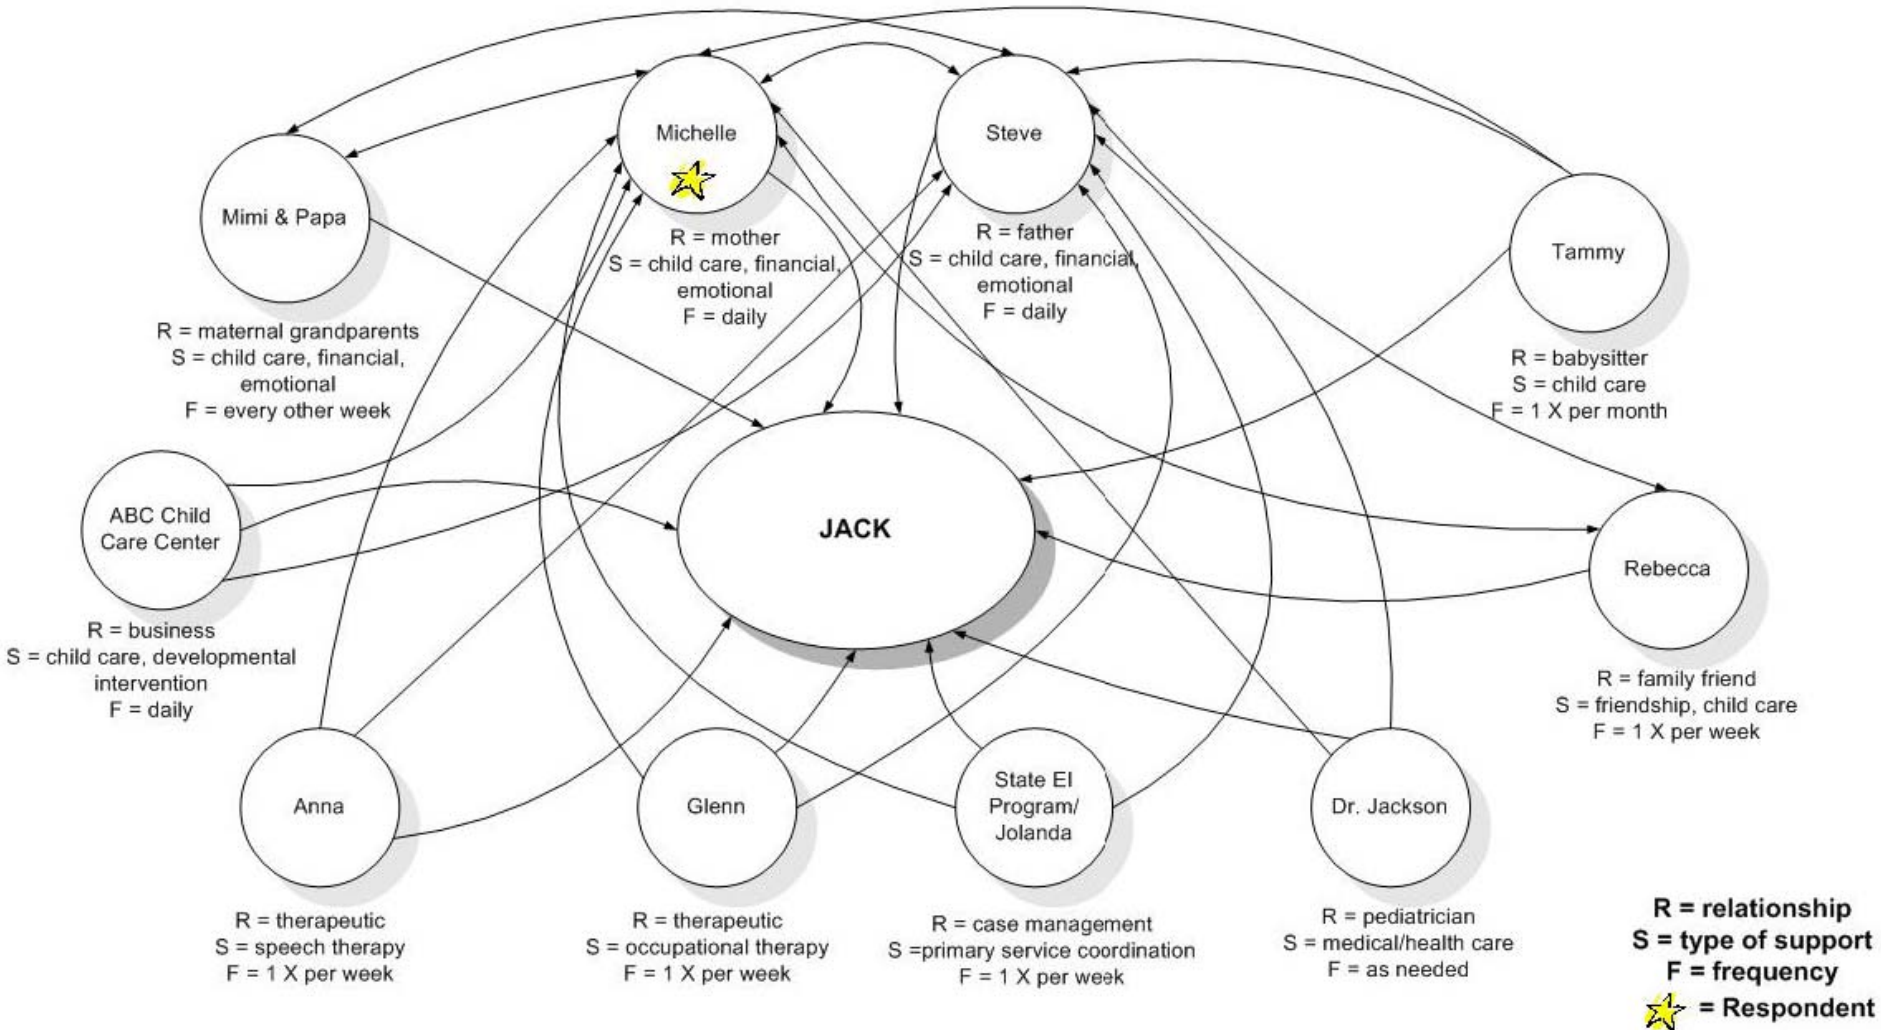 Michelle
Steve
Mimi & Papa
Tammy
R = mother
S = child care, financial,
emotional
F = daily
R = father
S = child care, financial,
emotional
F = daily
R = maternal grandparents
S = child care, financial,
emotional
F = every other week
R = babysitter
S = child care
F = 1 X per month
ABC Child
Care Center
JACK
Rebecca
R = business
S = child care, developmental
intervention
F = daily
R = family friend
S = friendship, child care
F = 1 X per week
Anna
Glenn
State EI
Program/
Jolanda
Dr. Jackson
R = therapeutic
S = speech therapy
F = 1 X per week
R = therapeutic
S = occupational therapy
F = 1 X per week
R = case management
S =primary service coordination
F = 1 X per week
R = pediatrician
S = medical/health care
F = as needed
R = relationship
S = type of support
F = frequency
= Respondent